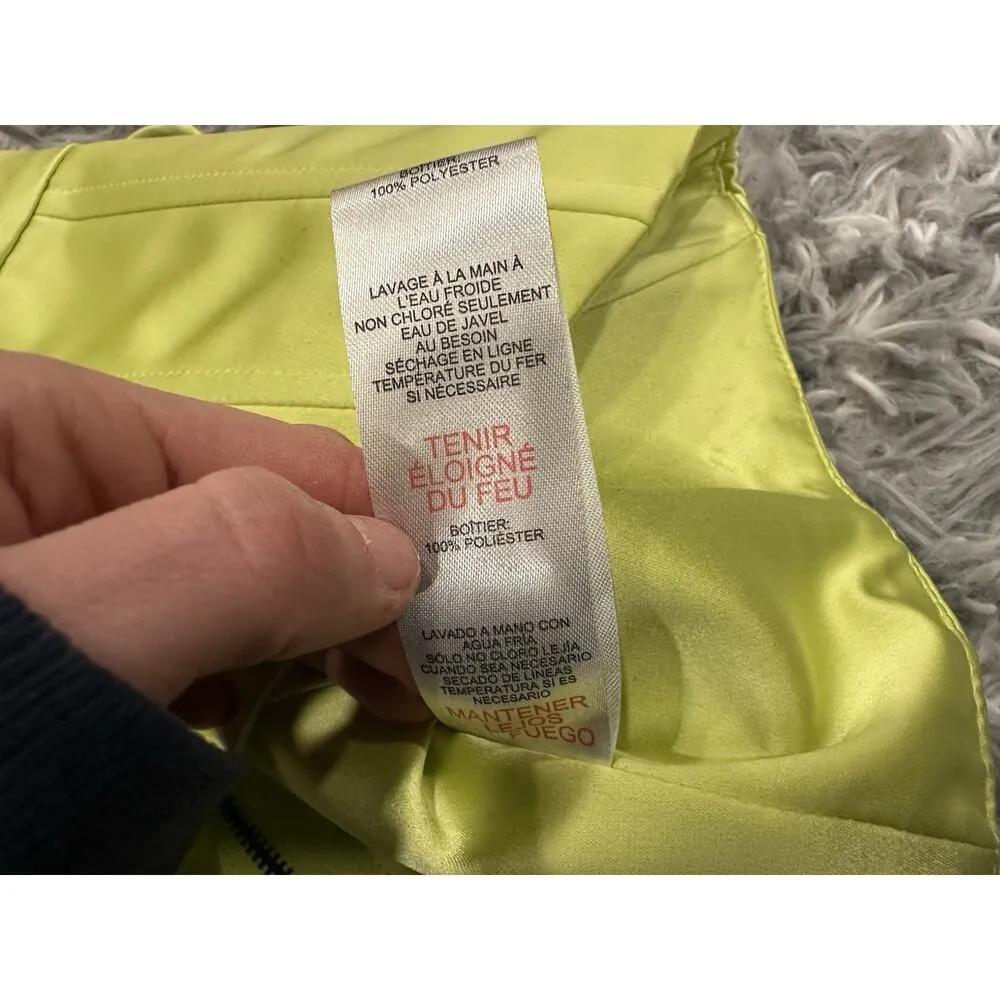 BOÎTIER:
100% POLYESTER
LAVAGE À LA MAIN À
L'EAU FROIDE
NON CHLORÉ SEULEMENT
EAU DE JAVEL
AU BESOIN
SÉCHAGE EN LIGNE
TEMPÉRATURE DU FER
SI NÉCESSAIRE
TENIR
ÉLOIGNÉ
DU FEU
BOÎTIER:
100% POLIÉSTER
LAVADO A MANO CON
AGUA FRÍA
SÓLO NO CLORO LEJÍA
CUANDO SEA NECESARIO
SECADO DE LÍNEAS
TEMPERATURA SI ES
NECESARIO
MANTENER
LEJOS
FUEGO